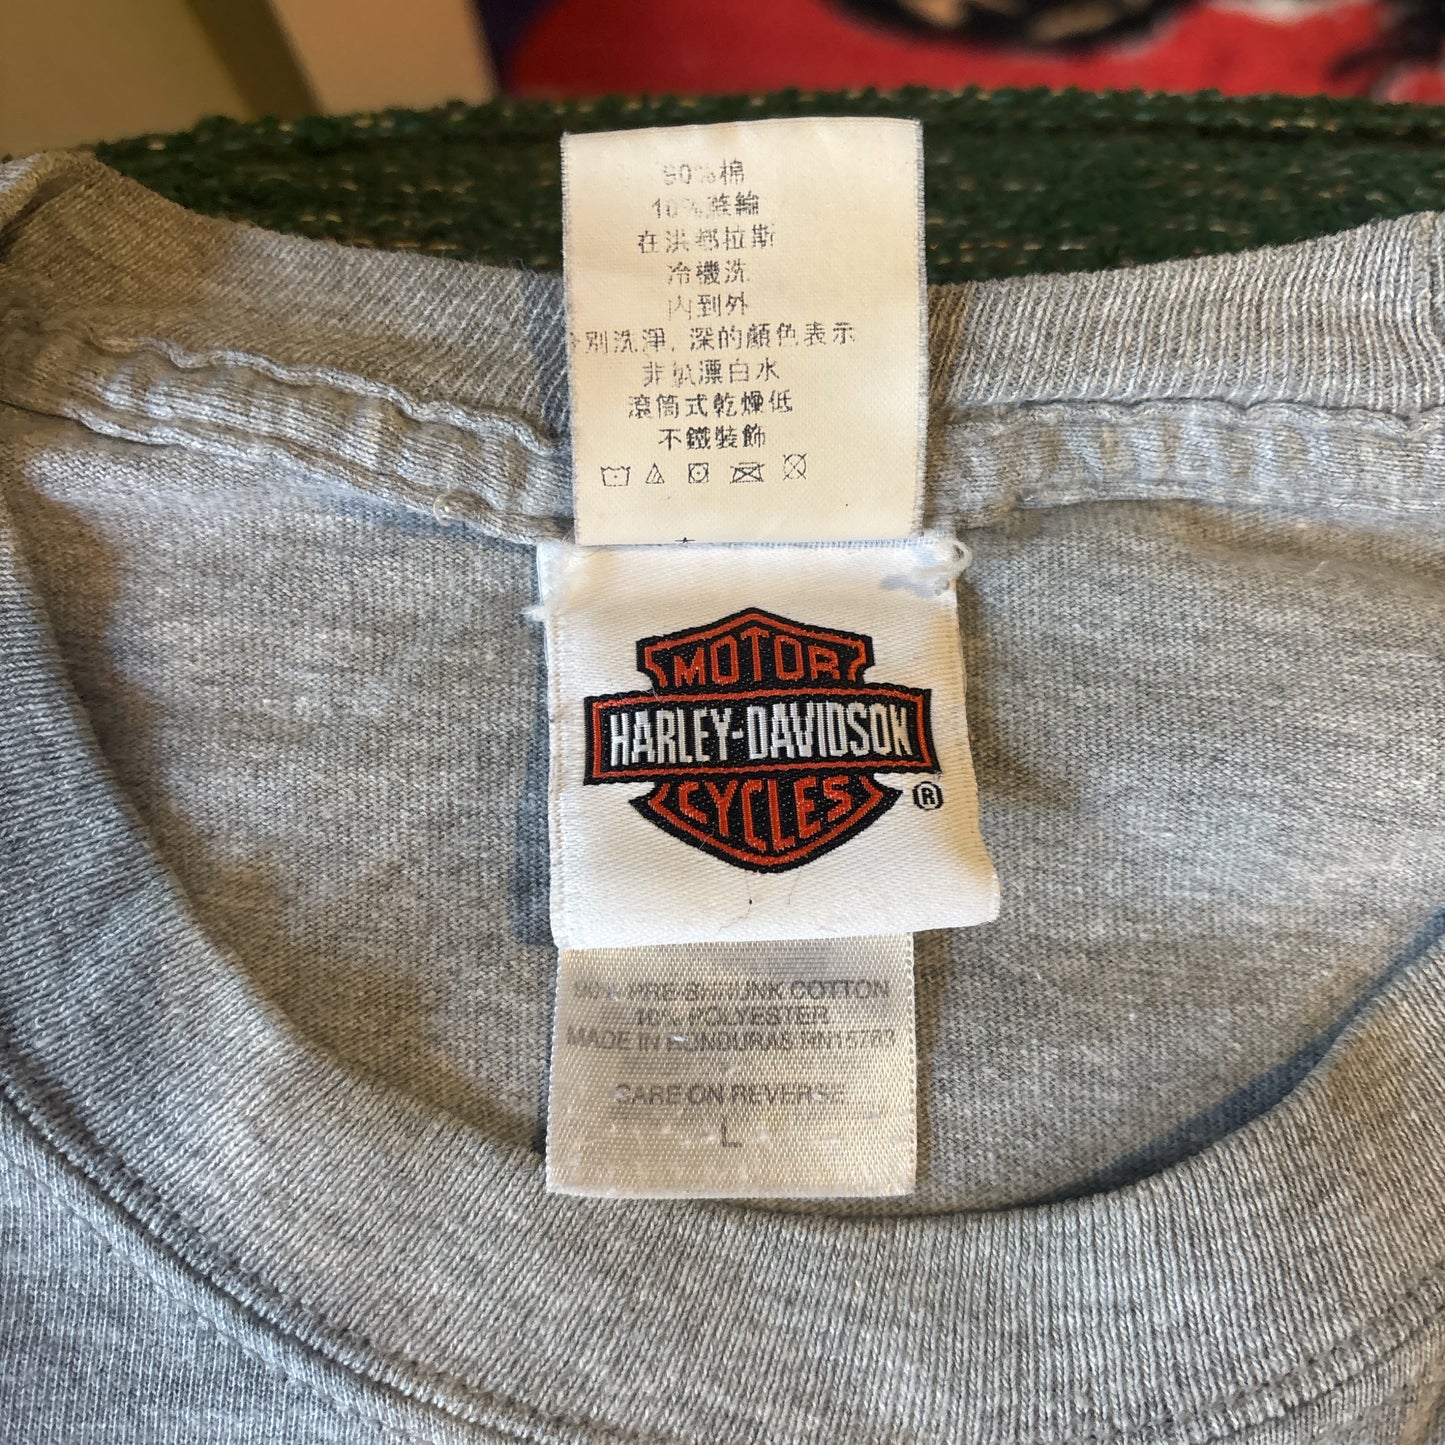 90%棉
10%滌綸
在洪都拉斯
冷機洗
內到外
分別洗淨, 深的顏色表示
非氯漂白水
滾筒式乾燥低
不鐵裝飾
MOTOR
HARLEY-DAVIDSON
CYCLES
®
90% PRE-SHRUNK COTTON
10% POLYESTER
MADE IN HONDURAS RN15763
CARE ON REVERSE
L